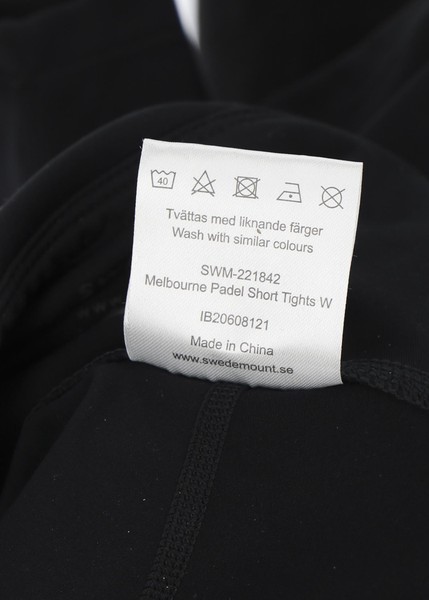 40
Tvättas med liknande färger
Wash with similar colours
SWM-221842
Melbourne Padel Short Tights W
IB20608121
Made in China
www.swedemount.se